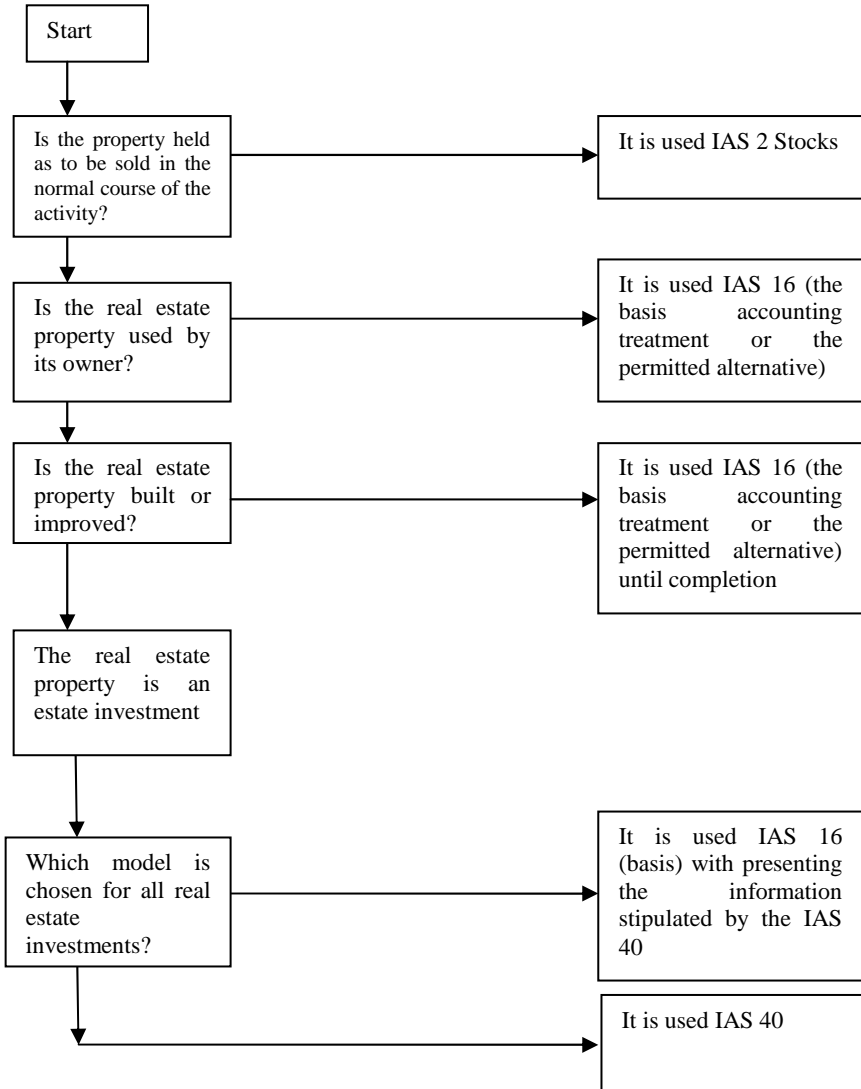 Start
Is the property held
as to be sold in the
normal course of the
activity?
It is used IAS 2 Stocks
Is the real estate
property used by
its owner?
It is used IAS 16 (the
basis accounting
treatment or the
permitted alternative)
Is the real estate
property built or
improved?
It is used IAS 16 (the
basis accounting
treatment or the
permitted alternative)
until completion
The real estate
property is an
estate investment
Which model is
chosen for all real
estate
investments?
It is used IAS 16
(basis) with presenting
the information
stipulated by the IAS
40
It is used IAS 40